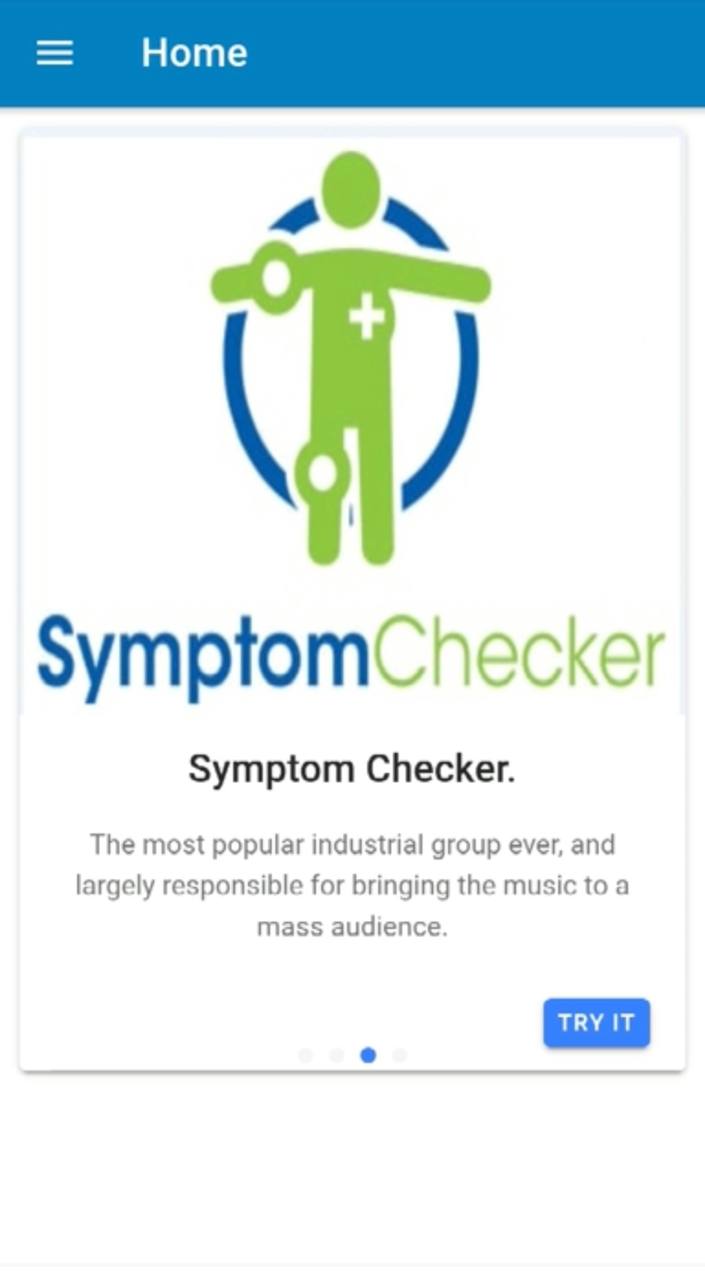 Home
SymptomChecker
Symptom Checker.
The most popular industrial group ever, and
largely responsible for bringing the music to a
mass audience.
TRY IT